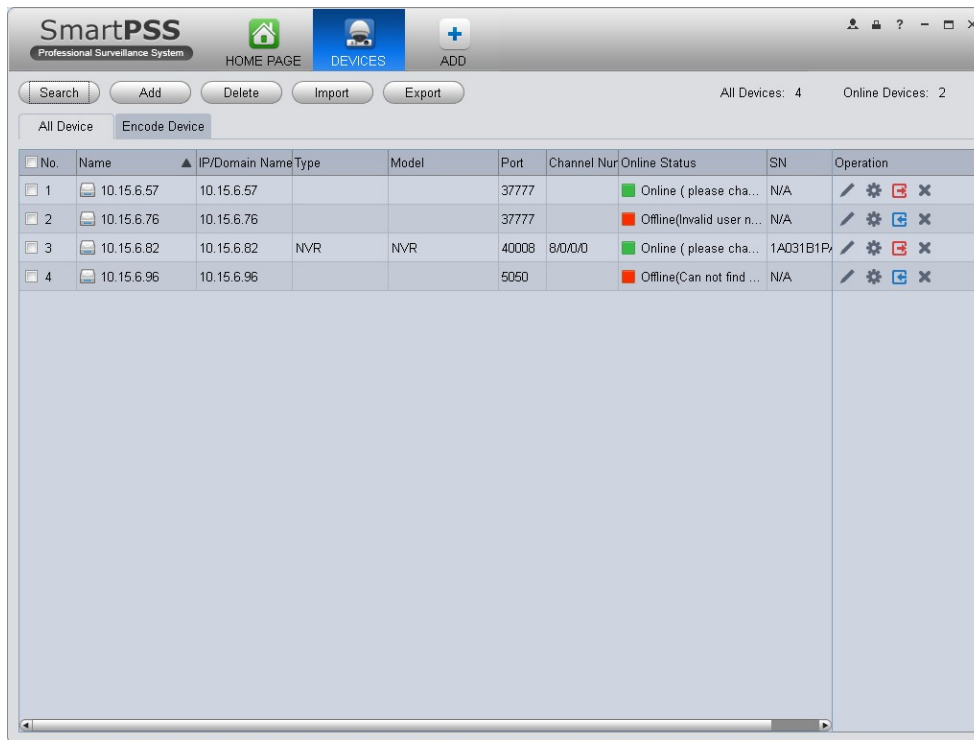 SmartPSS
Professional Surveillance System
HOME PAGE
DEVICES
ADD
?
Search Add Delete Import Export All Devices: 4 Online Devices: 2
All Device Encode Device
No. Name IP/Domain Name Type Model Port Channel Nur Online Status SN Operation
1 10.15.6.57 10.15.6.57 37777 Online ( please cha... N/A
2 10.15.6.76 10.15.6.76 37777 Offline(Invalid user n... N/A
3 10.15.6.82 10.15.6.82 NVR NVR 40008 8/0/0/0 Online ( please cha... 1A031B1PA
4 10.15.6.96 10.15.6.96 5050 Offline(Can not find ... N/A